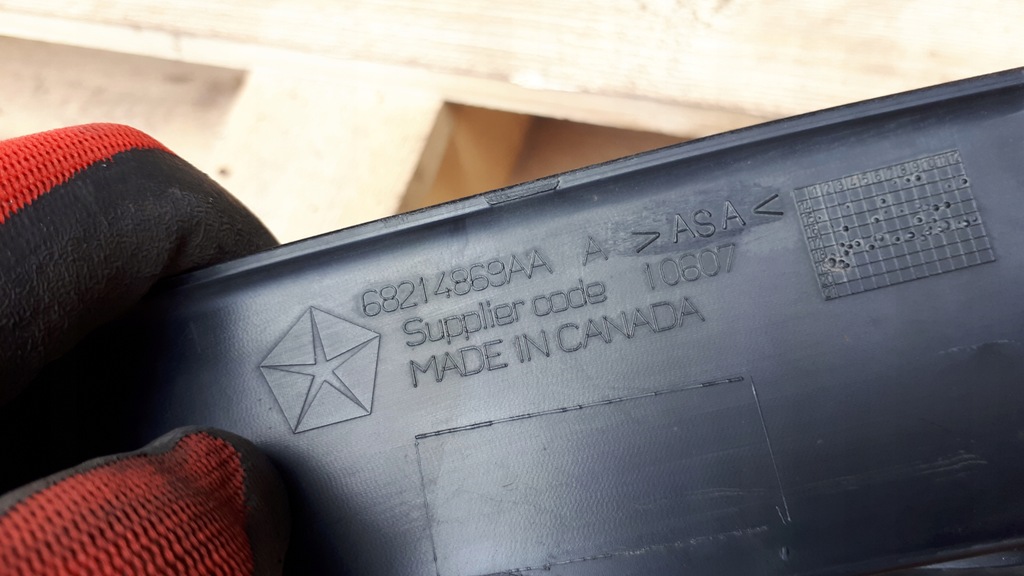 68214869AA A >ASA<
Supplier code 10607
MADE IN CANADA